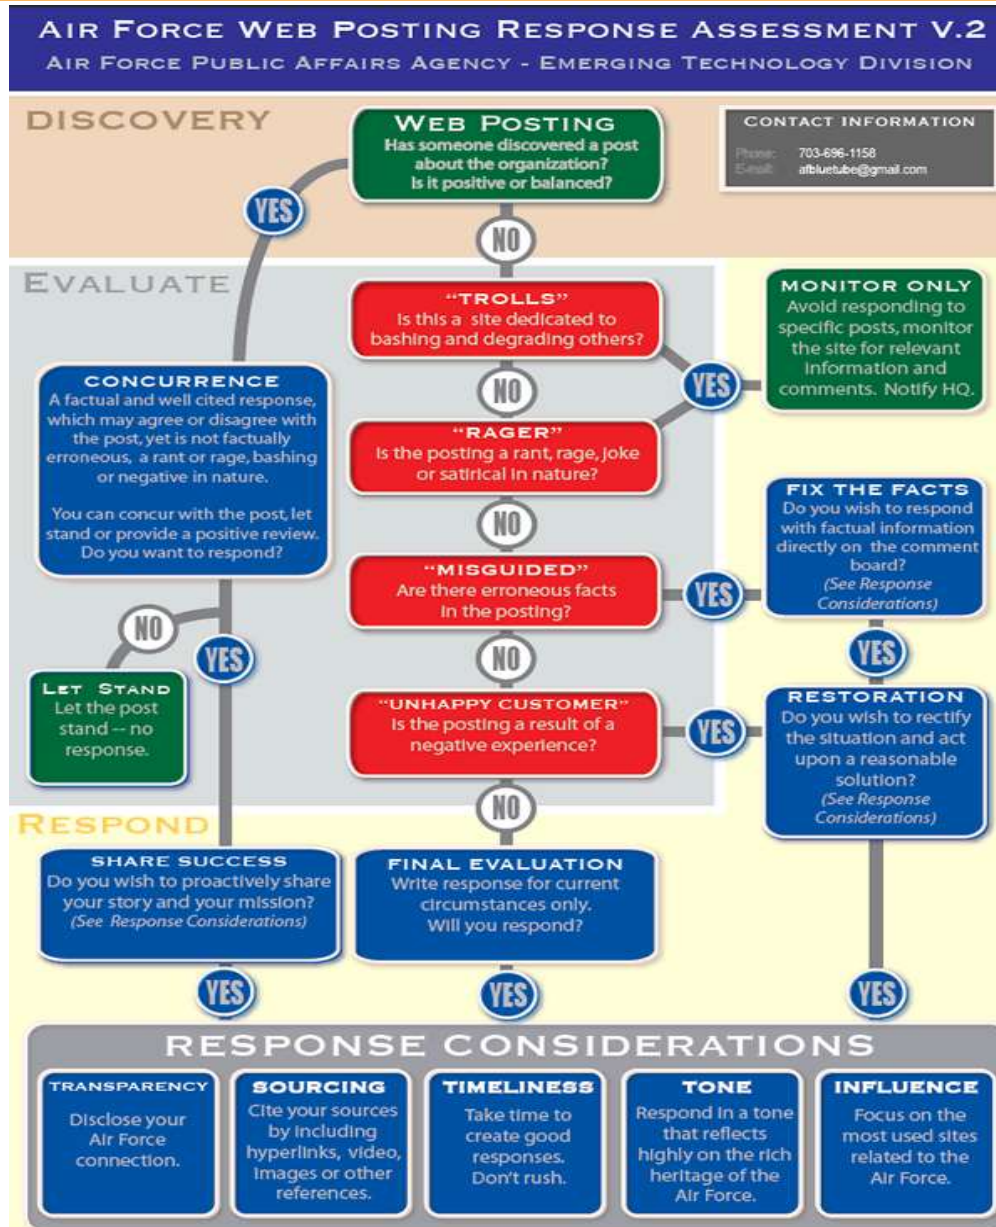 AIR FORCE WEB POSTING RESPONSE ASSESSMENT V.2
AIR FORCE PUBLIC AFFAIRS AGENCY - EMERGING TECHNOLOGY DIVISION
DISCOVERY
WEB POSTING
Has someone discovered a post
about the organization?
Is it positive or balanced?
CONTACT INFORMATION
Phone: 703-696-1158
E-mail: afbluetube@gmail.com
YES
NO
EVALUATE
"TROLLS"
Is this a site dedicated to
bashing and degrading others?
MONITOR ONLY
Avoid responding to
specific posts, monitor
the site for relevant
information and
comments. Notify HQ.
YES
NO
CONCURRENCE
A factual and well cited response,
which may agree or disagree with
the post, yet is not factually
erroneous, a rant or rage, bashing
or negative in nature.
You can concur with the post, let
stand or provide a positive review.
Do you want to respond?
"RAGER"
Is the posting a rant, rage, joke
or satirical in nature?
NO
FIX THE FACTS
Do you wish to respond
with factual information
directly on the comment
board?
(See Response
Considerations)
"MISGUIDED"
Are there erroneous facts
in the posting?
YES
NO
YES
NO
YES
LET STAND
Let the post
stand -- no
response.
"UNHAPPY CUSTOMER"
Is the posting a result of a
negative experience?
YES
RESTORATION
Do you wish to rectify
the situation and act
upon a reasonable
solution?
(See Response
Considerations)
NO
RESPOND
SHARE SUCCESS
Do you wish to proactively share
your story and your mission?
(See Response Considerations)
FINAL EVALUATION
Write response for current
circumstances only.
Will you respond?
YES
YES
YES
RESPONSE CONSIDERATIONS
TRANSPARENCY
Disclose your
Air Force
connection.
SOURCING
Cite your sources
by including
hyperlinks, video,
images or other
references.
TIMELINESS
Take time to
create good
responses.
Don't rush.
TONE
Respond in a tone
that reflects
highly on the rich
heritage of the
Air Force.
INFLUENCE
Focus on the
most used sites
related to the
Air Force.